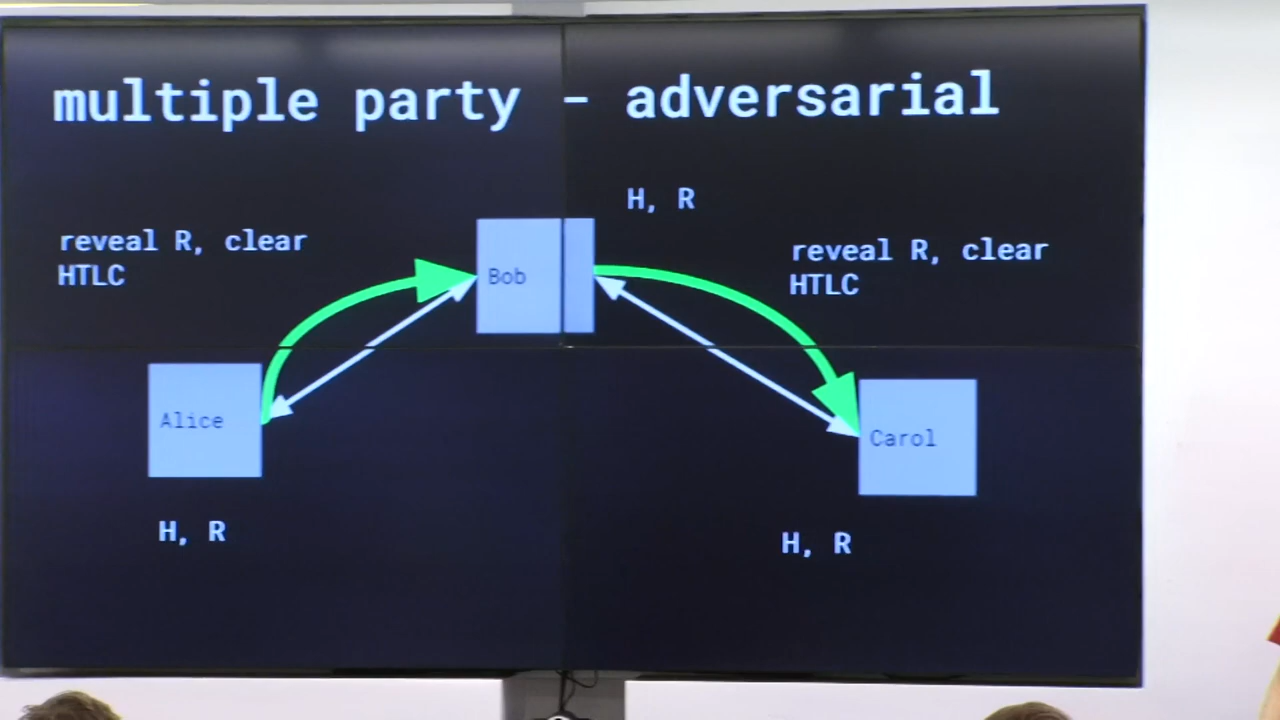 multiple party - adversarial
H, R
reveal R, clear
HTLC
reveal R, clear
HTLC
Bob
Alice
Carol
H, R
H, R